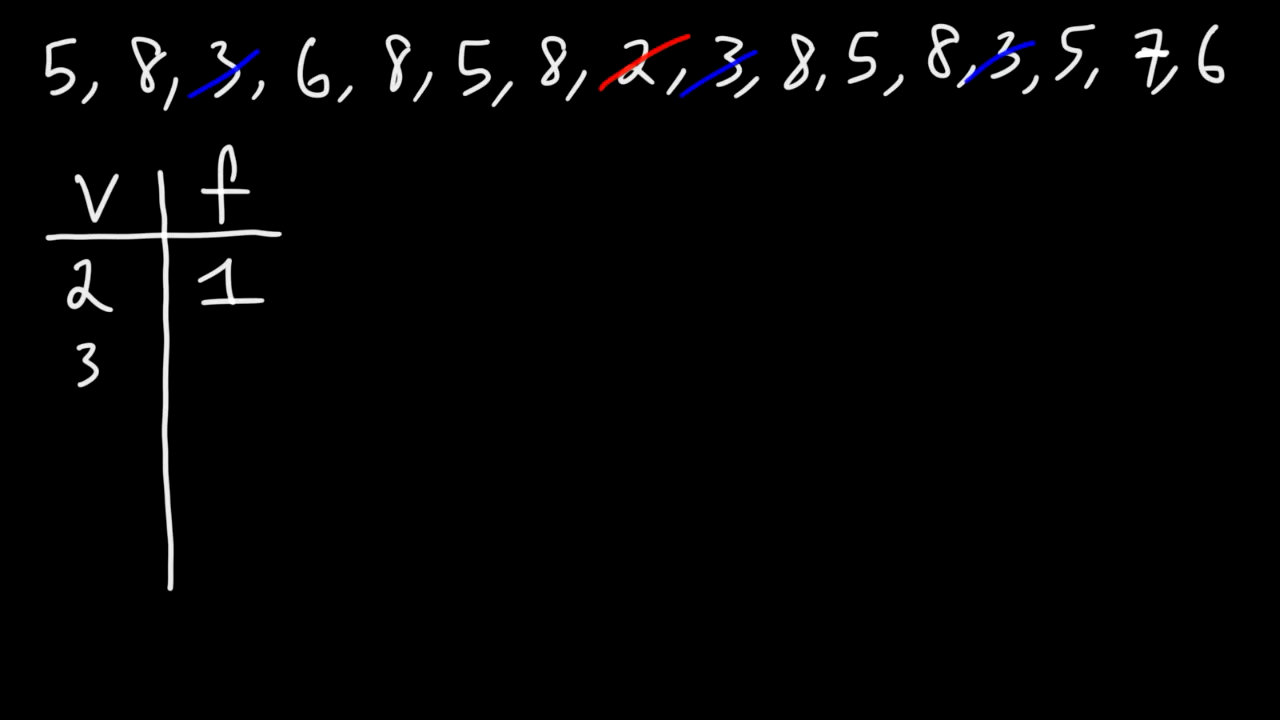 5, 8, 3, 6, 8, 5, 8, 2, 3, 8, 5, 8, 3, 5, 7, 6
V f
2 1
3